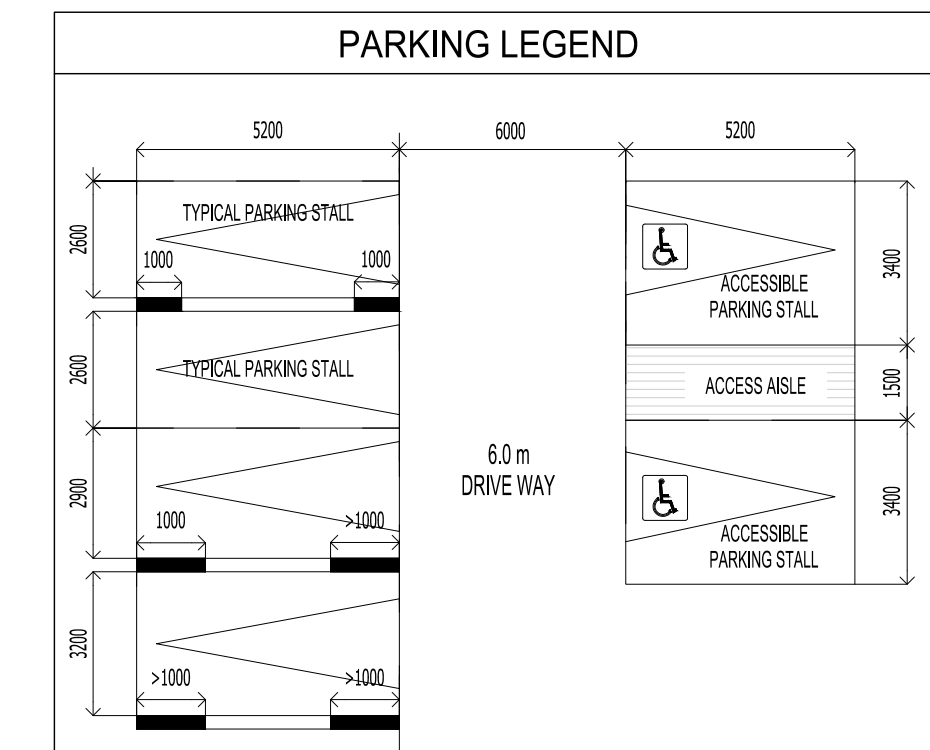 PARKING LEGEND
5200
6000
5200
2600
TYPICAL PARKING STALL
1000
1000
2600
TYPICAL PARKING STALL
2900
1000
>1000
3200
>1000
>1000
6.0 m
DRIVE WAY
ACCESSIBLE
PARKING STALL
3400
ACCESS AISLE
1500
ACCESSIBLE
PARKING STALL
3400